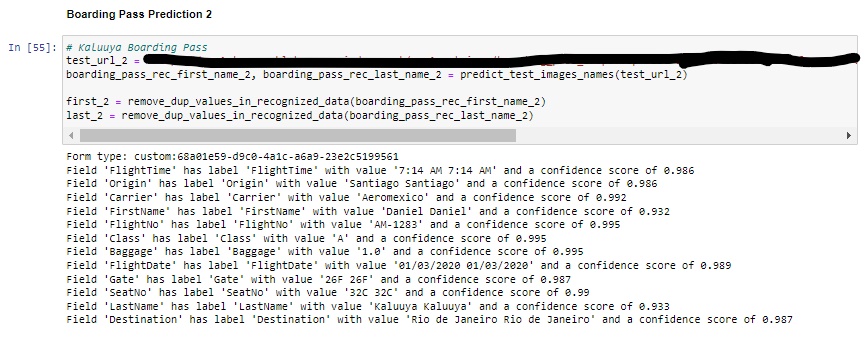 Boarding Pass Prediction 2
In [55]: # Kaluuya Boarding Pass
test_url_2 =
boarding_pass_rec_first_name_2, boarding_pass_rec_last_name_2 = predict_test_images_names(test_url_2)
first_2 = remove_dup_values_in_recognized_data(boarding_pass_rec_first_name_2)
last_2 = remove_dup_values_in_recognized_data(boarding_pass_rec_last_name_2)
Form type: custom:68a01e59-d9c0-4a1c-a6a9-23e2c5199561
Field 'FlightTime' has label 'FlightTime' with value '7:14 AM 7:14 AM' and a confidence score of 0.986
Field 'Origin' has label 'Origin' with value 'Santiago Santiago' and a confidence score of 0.986
Field 'Carrier' has label 'Carrier' with value 'Aeromexico' and a confidence score of 0.992
Field 'FirstName' has label 'FirstName' with value 'Daniel Daniel' and a confidence score of 0.932
Field 'FlightNo' has label 'FlightNo' with value 'AM-1283' and a confidence score of 0.995
Field 'Class' has label 'Class' with value 'A' and a confidence score of 0.995
Field 'Baggage' has label 'Baggage' with value '1.0' and a confidence score of 0.995
Field 'FlightDate' has label 'FlightDate' with value '01/03/2020 01/03/2020' and a confidence score of 0.989
Field 'Gate' has label 'Gate' with value '26F 26F' and a confidence score of 0.987
Field 'SeatNo' has label 'SeatNo' with value '32C 32C' and a confidence score of 0.99
Field 'LastName' has label 'LastName' with value 'Kaluuya Kaluuya' and a confidence score of 0.933
Field 'Destination' has label 'Destination' with value 'Rio de Janeiro Rio de Janeiro' and a confidence score of 0.987